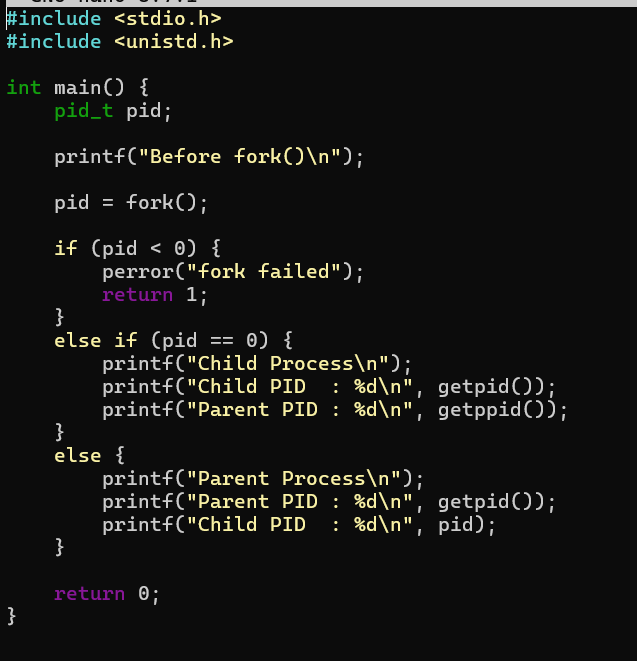 #include <stdio.h>
#include <unistd.h>

int main() {
    pid_t pid;

    printf("Before fork()\n");

    pid = fork();

    if (pid < 0) {
        perror("fork failed");
        return 1;
    }
    else if (pid == 0) {
        printf("Child Process\n");
        printf("Child PID  : %d\n", getpid());
        printf("Parent PID : %d\n", getppid());
    }
    else {
        printf("Parent Process\n");
        printf("Parent PID : %d\n", getpid());
        printf("Child PID  : %d\n", pid);
    }

    return 0;
}